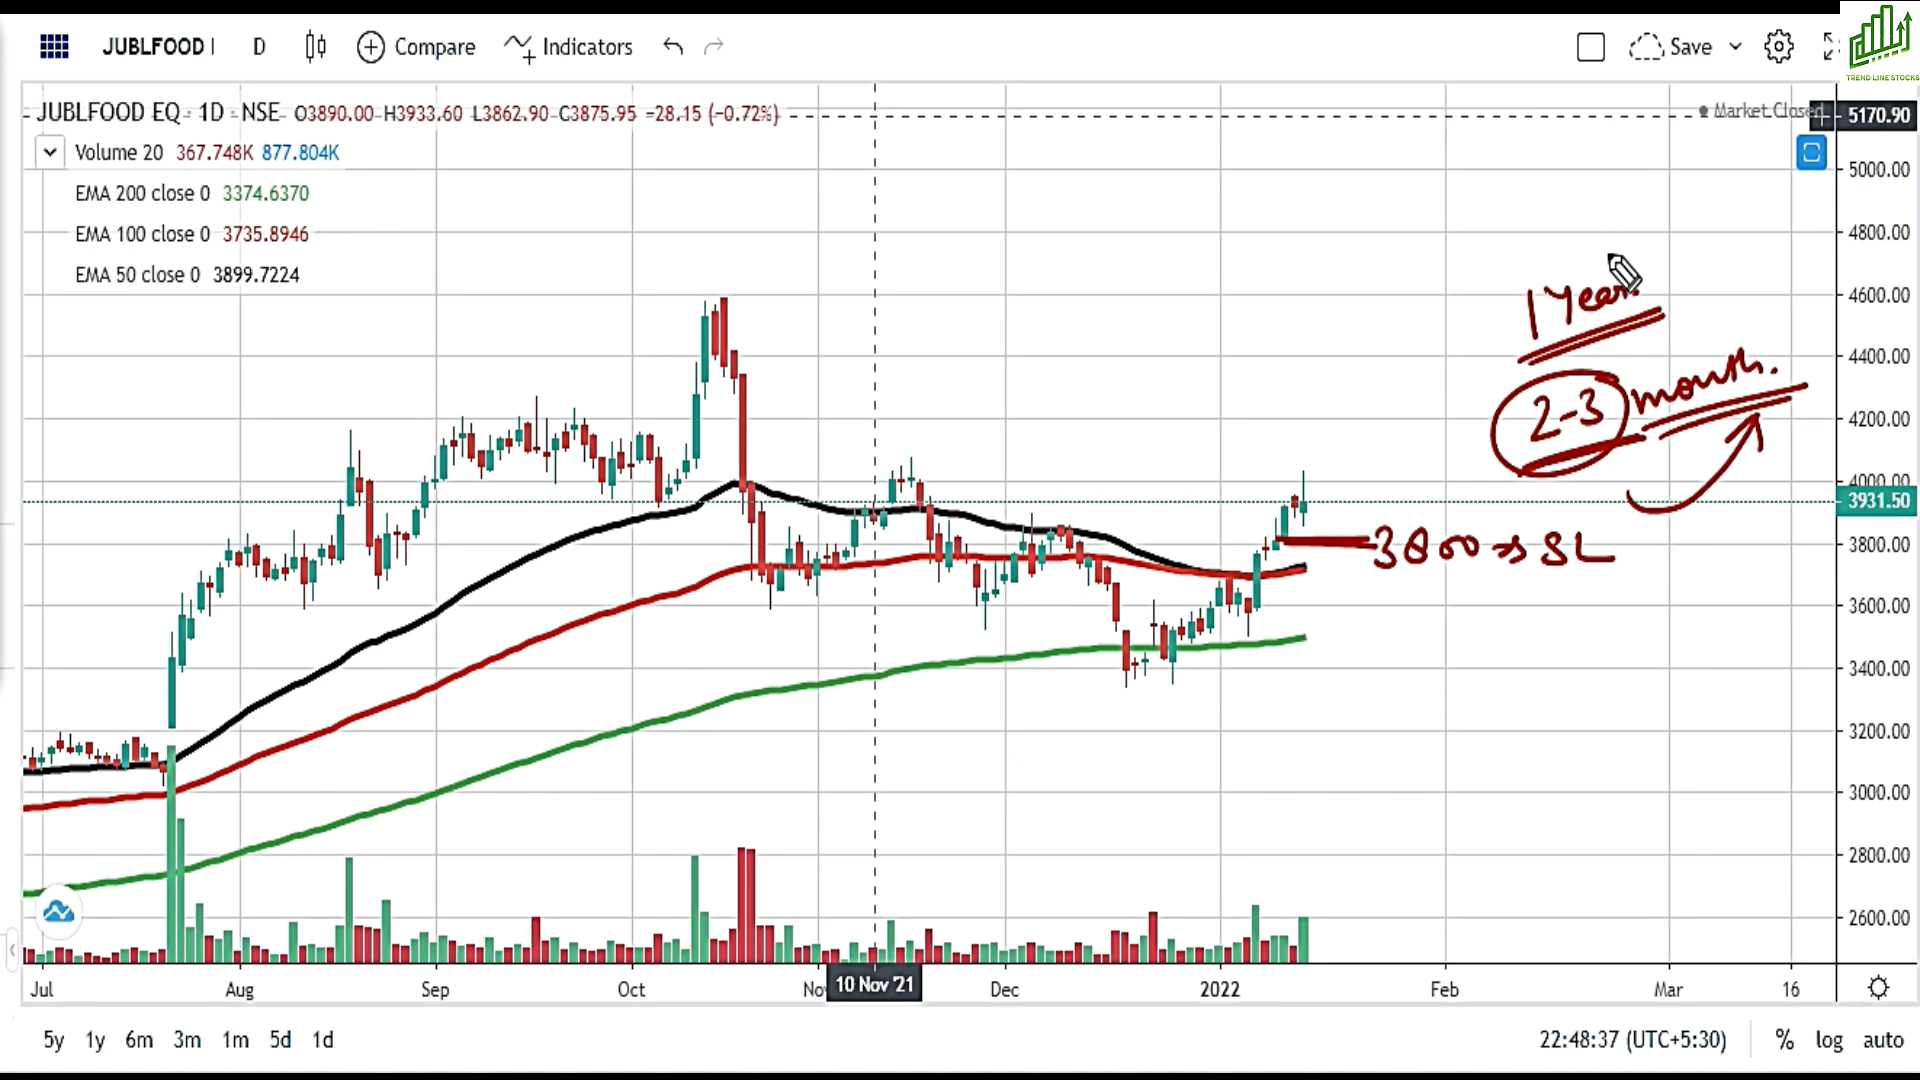 JUBLFOOD D Compare Indicators Save
TREND LINE STOCKS
JUBLFOOD EQ · 1D · NSE O3890.00 H3933.60 L3862.90 C3875.95 −28.15 (−0.72%)
Market Closed
5170.90
Volume 20 367.748K 877.804K
EMA 200 close 0 3374.6370
EMA 100 close 0 3735.8946
EMA 50 close 0 3899.7224
5000.00
4800.00
4600.00
4400.00
4200.00
4000.00
3931.50
3800.00
3600.00
3400.00
3200.00
3000.00
2800.00
2600.00
1 Year.
2-3 month.
3800 → SL
Jul Aug Sep Oct Nov 10 Nov '21 Dec 2022 Feb Mar 16
5y 1y 6m 3m 1m 5d 1d 22:48:37 (UTC+5:30) % log auto